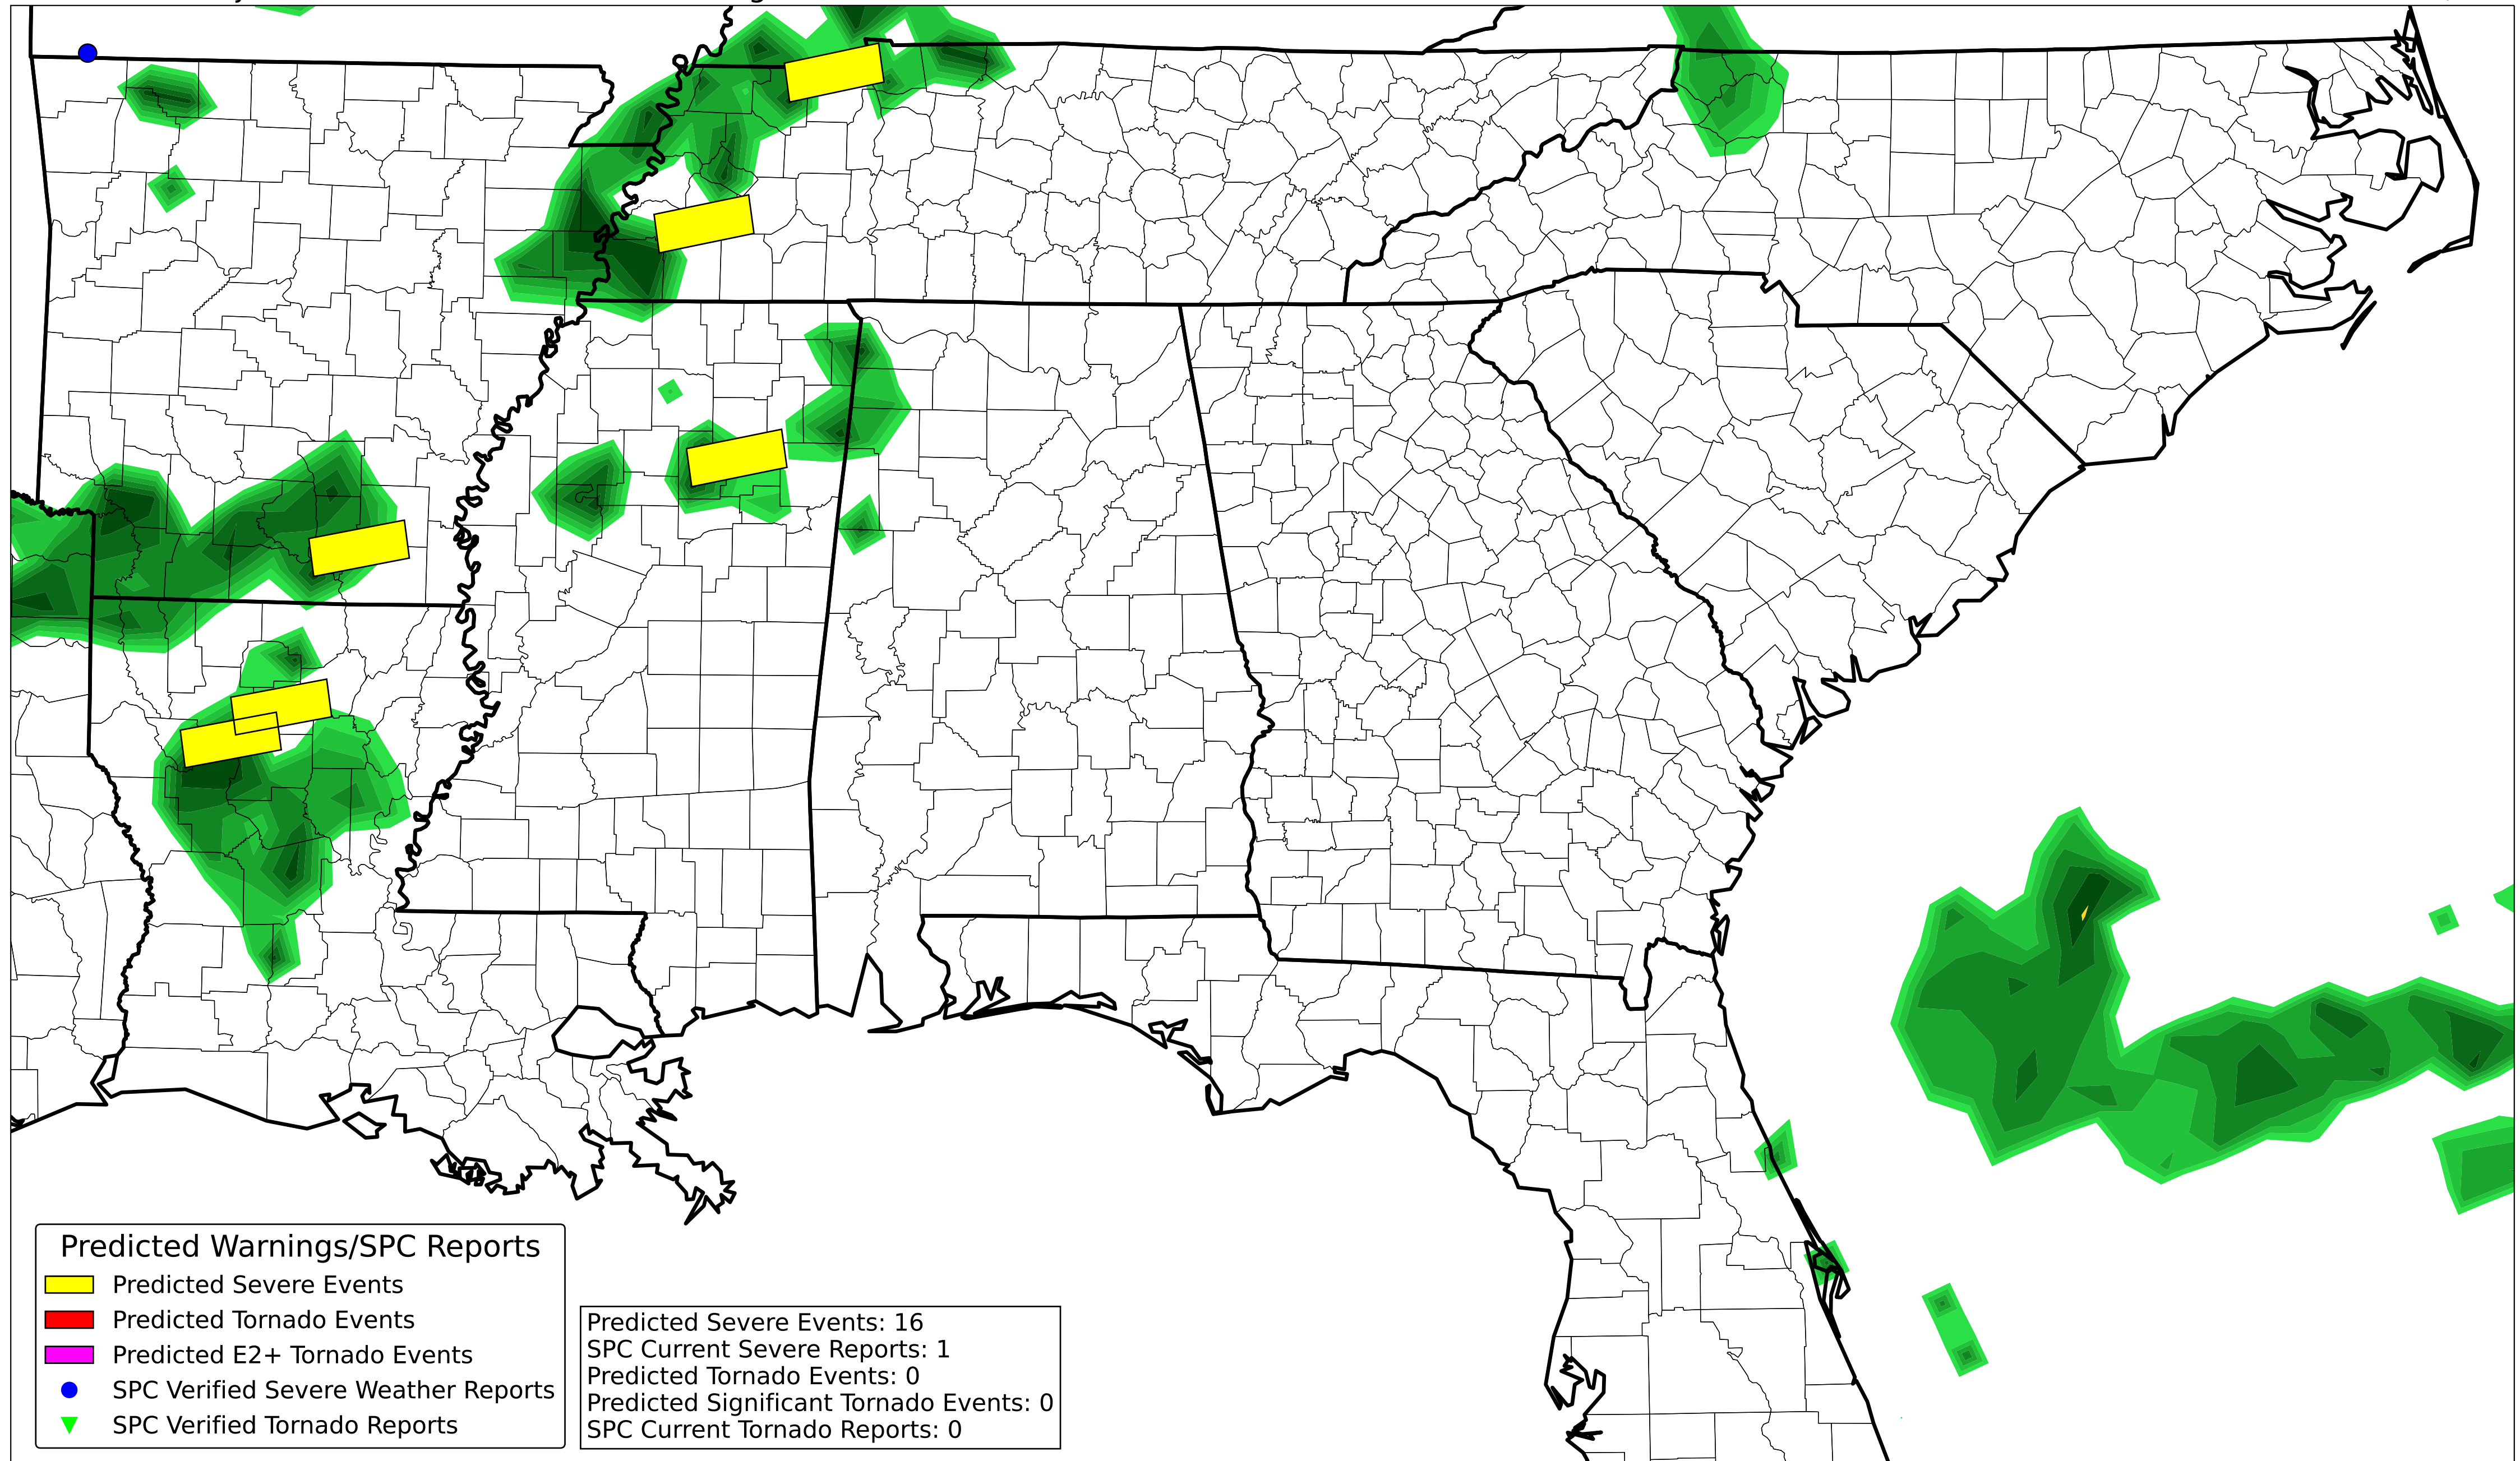 Predicted Warnings/SPC Reports
Predicted Severe Events
Predicted Tornado Events
Predicted E2+ Tornado Events
SPC Verified Severe Weather Reports
SPC Verified Tornado Reports
Predicted Severe Events: 16
SPC Current Severe Reports: 1
Predicted Tornado Events: 0
Predicted Significant Tornado Events: 0
SPC Current Tornado Reports: 0